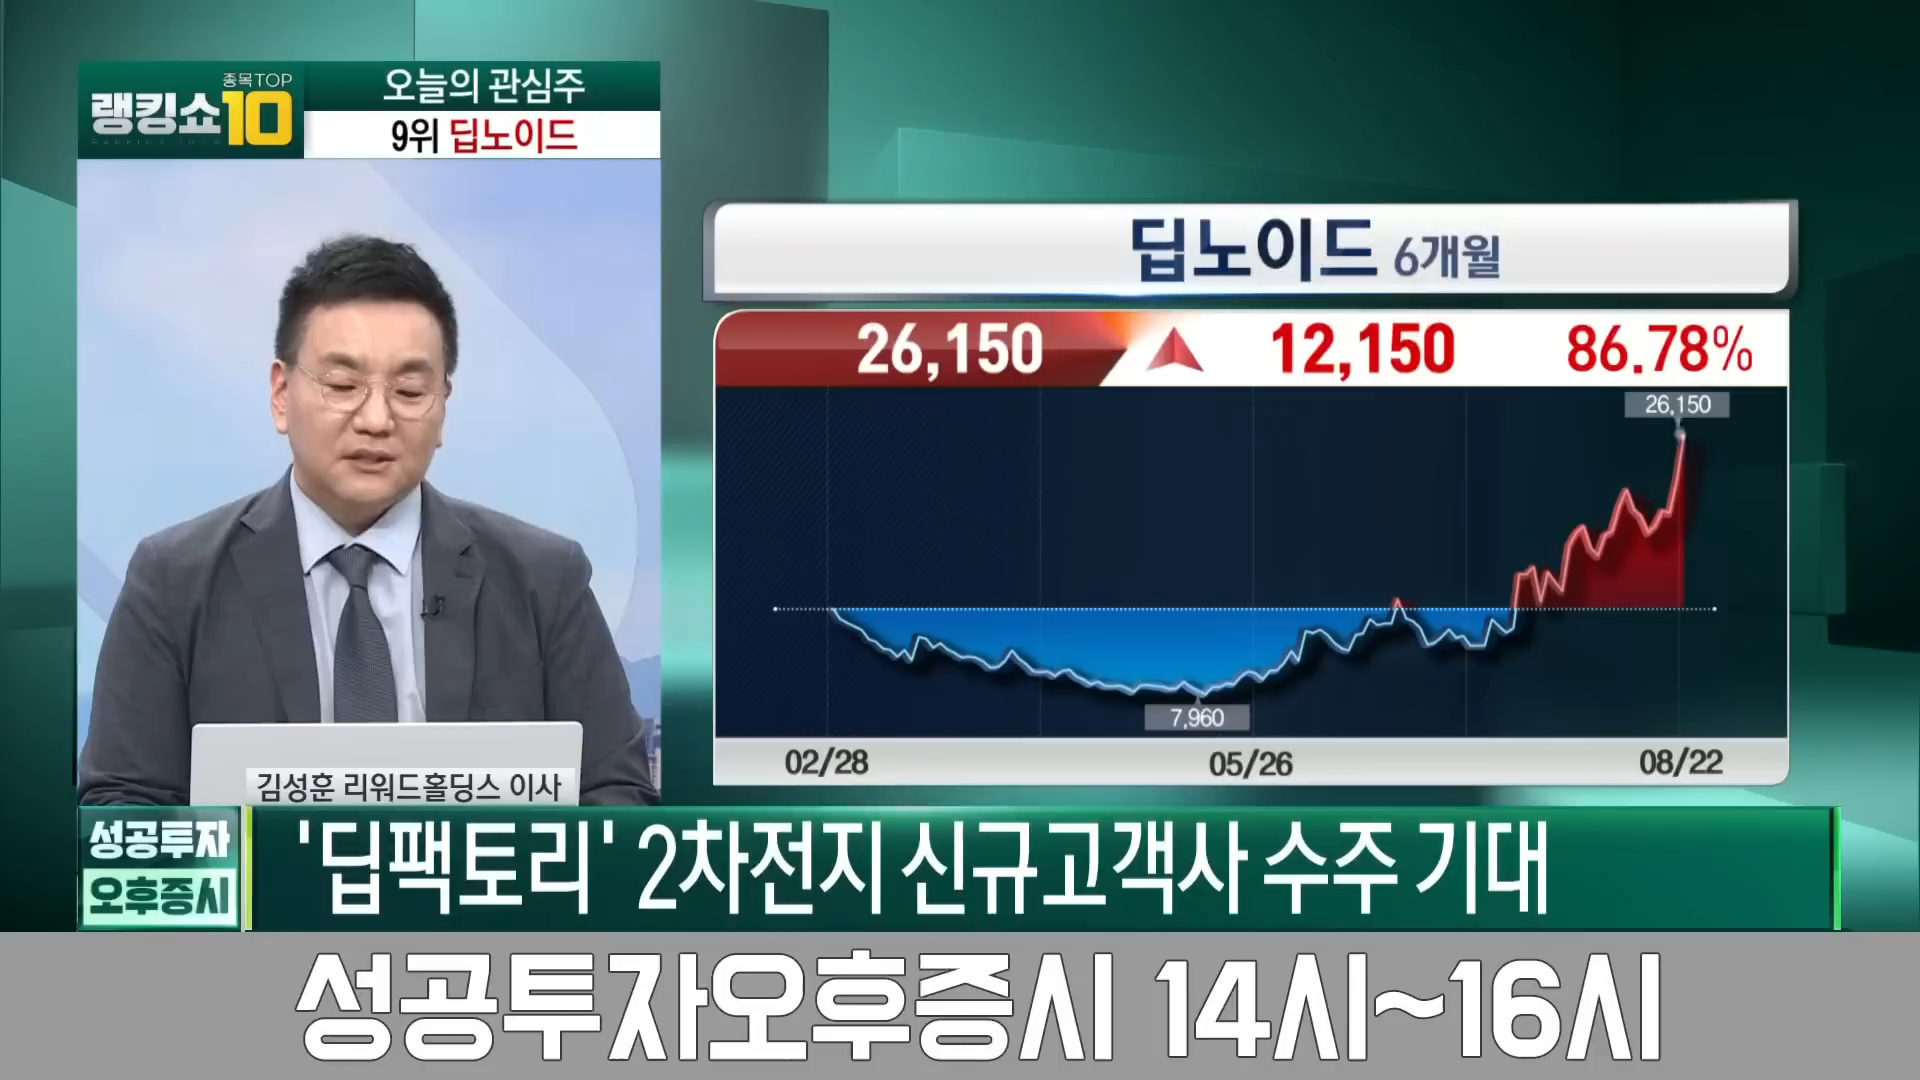 종목TOP
랭킹쇼10
오늘의 관심주
9위 딥노이드
딥노이드 6개월
26,150 12,150 86.78%
26,150
7,960
02/28 05/26 08/22
김성훈 리워드홀딩스 이사
성공투자
오후증시
'딥팩토리' 2차전지 신규고객사 수주 기대
성공투자오후증시 14시~16시